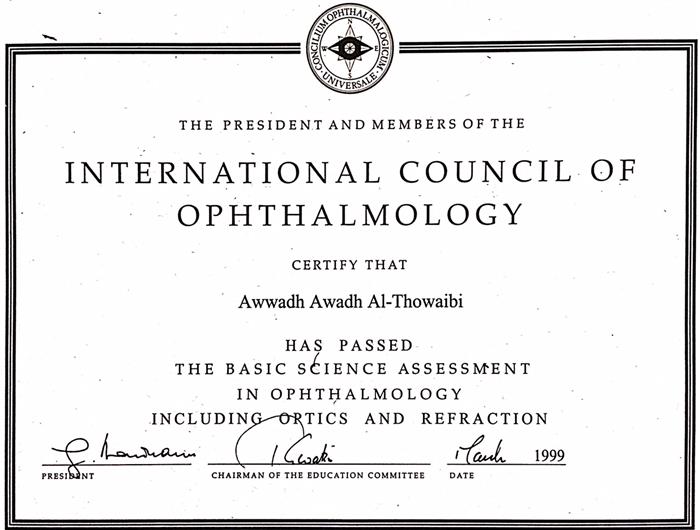 CONCILIUM OPHTHALMOLOGICUM
UNIVERSALE
N
W E
S
THE PRESIDENT AND MEMBERS OF THE
INTERNATIONAL COUNCIL OF
OPHTHALMOLOGY
CERTIFY THAT
Awwadh Awadh Al-Thowaibi
HAS PASSED
THE BASIC SCIENCE ASSESSMENT
IN OPHTHALMOLOGY
INCLUDING OPTICS AND REFRACTION
March 1999
PRESIDENT CHAIRMAN OF THE EDUCATION COMMITTEE DATE